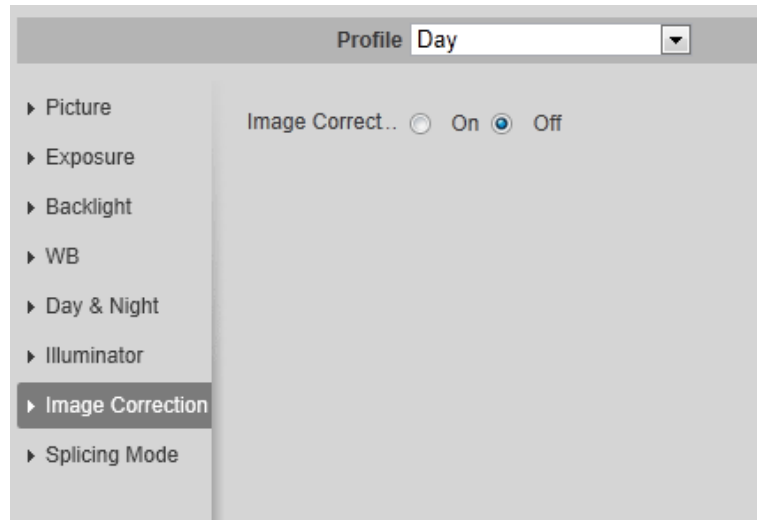 Profile Day
Picture
Image Correct.. On Off
Exposure
Backlight
WB
Day & Night
Illuminator
Image Correction
Splicing Mode